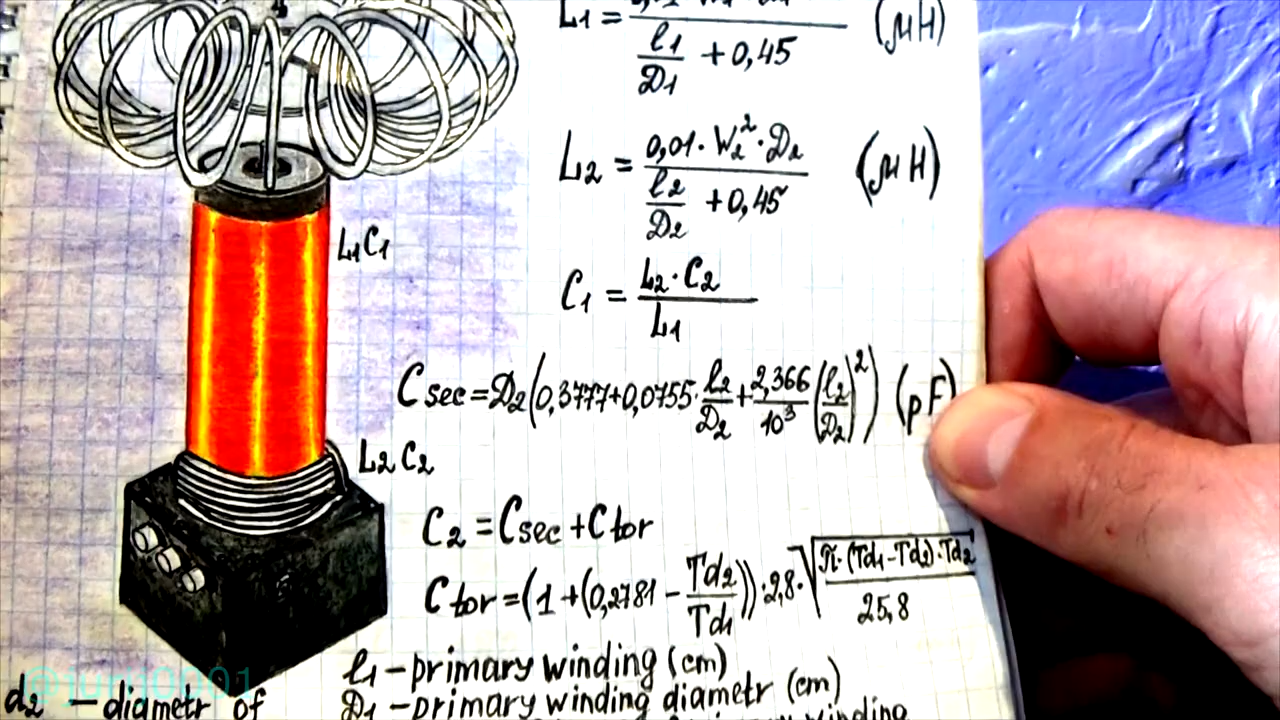 L₁ = ――― (μH)
l₁/D₁ + 0,45
L₂ = (0,01·W₂²·D₂)/(l₂/D₂ + 0,45) (μH)
L₁C₁
C₁ = (L₂·C₂)/L₁
Csec = D₂(0,3777+0,0755·l₂/D₂+2,366/10³(l₂/D₂)²) (pF)
L₂C₂
C₂ = Csec + Ctor
Ctor = (1+(0,2781 − Td₂/Td₁))·2,8·√(π·(Td₁−Td₂)·Td₂/25,8)
l₁ – primary winding (cm)
d₂ – diametr of D₁ – primary winding diametr (cm)
winding
@jurij0001